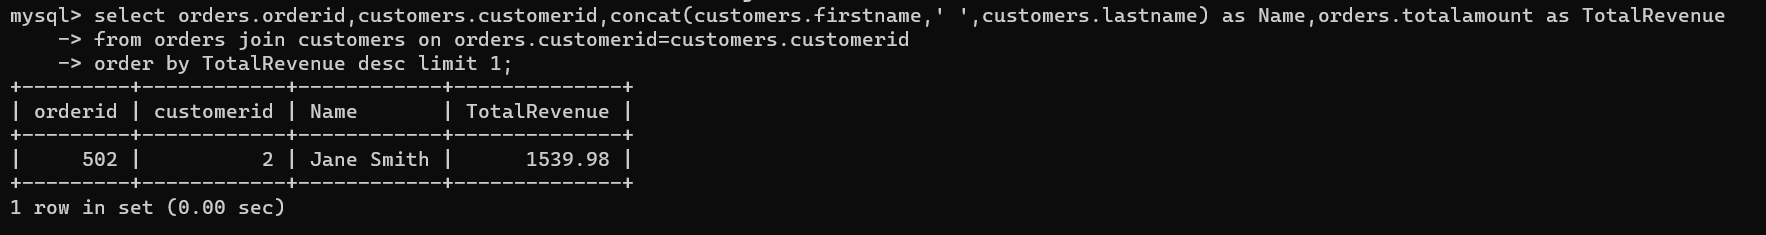 mysql> select orders.orderid,customers.customerid,concat(customers.firstname,' ',customers.lastname) as Name,orders.totalamount as TotalRevenue
    -> from orders join customers on orders.customerid=customers.customerid
    -> order by TotalRevenue desc limit 1;
+---------+------------+------------+--------------+
| orderid | customerid | Name       | TotalRevenue |
+---------+------------+------------+--------------+
|     502 |          2 | Jane Smith |      1539.98 |
+---------+------------+------------+--------------+
1 row in set (0.00 sec)